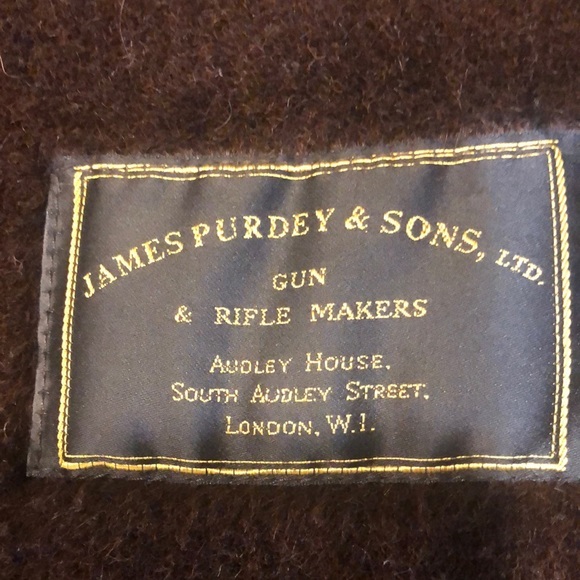 JAMES PURDEY & SONS, LTD.
GUN
& RIFLE MAKERS
AUDLEY HOUSE.
SOUTH AUDLEY STREET.
LONDON, W.1.